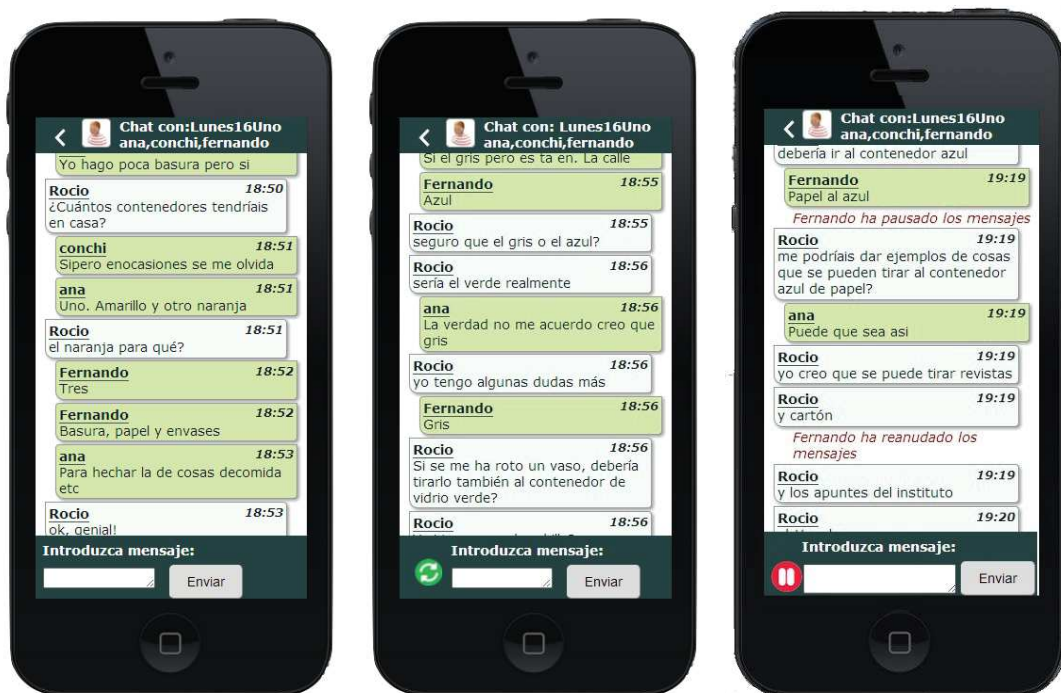 Chat con:Lunes16Uno
ana,conchi,fernando
Yo hago poca basura pero si
Rocio 18:50
¿Cuántos contenedores tendríais
en casa?
conchi 18:51
Sipero enocasiones se me olvida
ana 18:51
Uno. Amarillo y otro naranja
Rocio 18:51
el naranja para qué?
Fernando 18:52
Tres
Fernando 18:52
Basura, papel y envases
ana 18:53
Para hechar la de cosas decomida
etc
Rocio 18:53
ok, genial!
Introduzca mensaje:
Enviar
Chat con: Lunes16Uno
ana,conchi,fernando
Si el gris pero es ta en. La calle
Fernando 18:55
Azul
Rocio 18:55
seguro que el gris o el azul?
Rocio 18:56
sería el verde realmente
ana 18:56
La verdad no me acuerdo creo que
gris
Rocio 18:56
yo tengo algunas dudas más
Fernando 18:56
Gris
Rocio 18:56
Si se me ha roto un vaso, debería
tirarlo también al contenedor de
vidrio verde?
Rocio 18:56
Introduzca mensaje:
Enviar
Chat con:Lunes16Uno
ana,conchi,fernando
debería ir al contenedor azul
Fernando 19:19
Papel al azul
Fernando ha pausado los mensajes
Rocio 19:19
me podríais dar ejemplos de cosas
que se pueden tirar al contenedor
azul de papel?
ana 19:19
Puede que sea asi
Rocio 19:19
yo creo que se puede tirar revistas
Rocio 19:19
y cartón
Fernando ha reanudado los
mensajes
Rocio 19:19
y los apuntes del instituto
Rocio 19:20
Introduzca mensaje:
Enviar